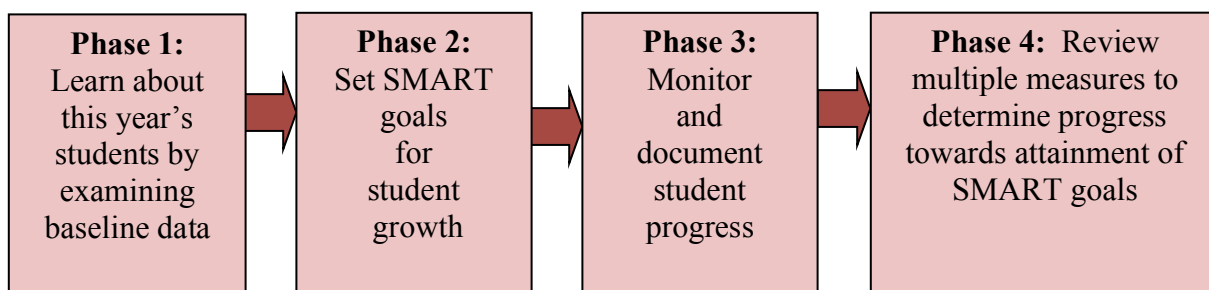 Phase 1:
Learn about
this year’s
students by
examining
baseline data
Phase 2:
Set SMART
goals
for
student
growth
Phase 3:
Monitor
and
document
student
progress
Phase 4:  Review
multiple measures to
determine progress
towards attainment of
SMART goals